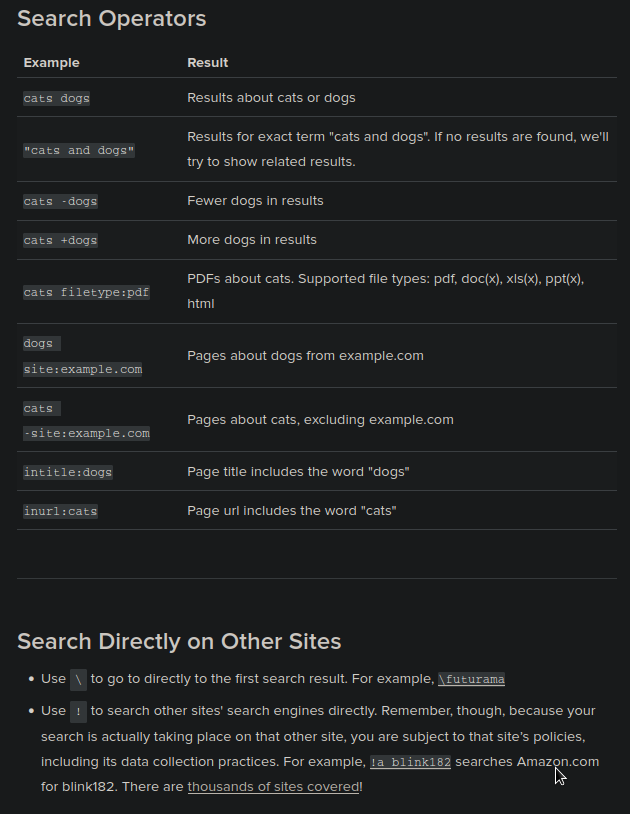 Search Operators
Example Result
cats dogs Results about cats or dogs
"cats and dogs" Results for exact term "cats and dogs". If no results are found, we'll
try to show related results.
cats -dogs Fewer dogs in results
cats +dogs More dogs in results
cats filetype:pdf PDFs about cats. Supported file types: pdf, doc(x), xls(x), ppt(x),
html
dogs
site:example.com Pages about dogs from example.com
cats
-site:example.com Pages about cats, excluding example.com
intitle:dogs Page title includes the word "dogs"
inurl:cats Page url includes the word "cats"
Search Directly on Other Sites
• Use \ to go to directly to the first search result. For example, \futurama
• Use ! to search other sites' search engines directly. Remember, though, because your
search is actually taking place on that other site, you are subject to that site's policies,
including its data collection practices. For example, !a blink182 searches Amazon.com
for blink182. There are thousands of sites covered!